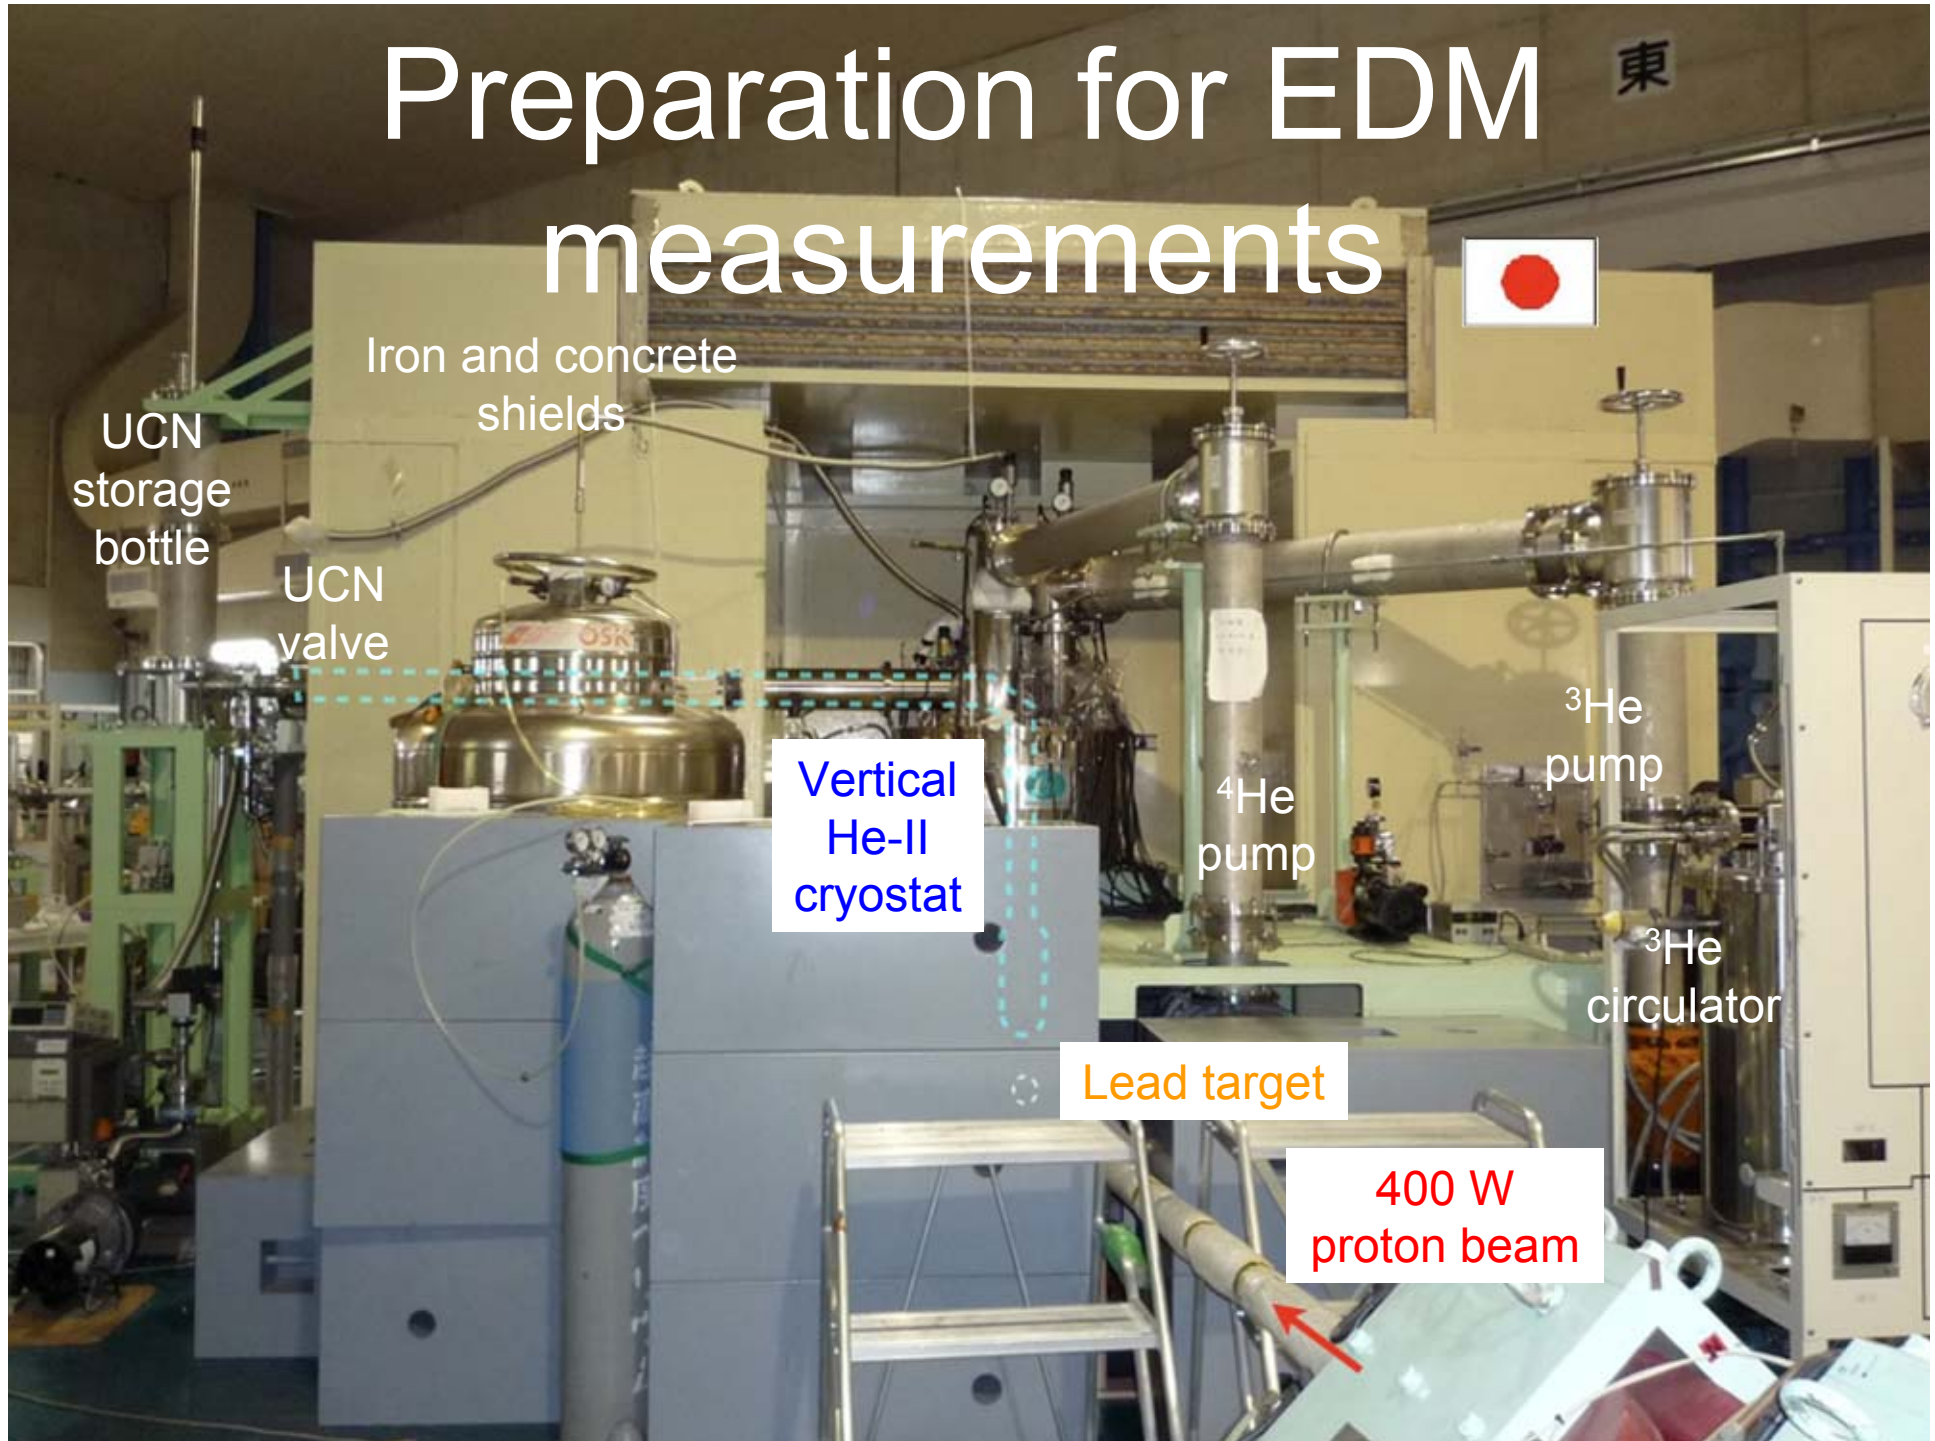 Preparation for EDM
measurements
東
Iron and concrete
shields
UCN
storage
bottle
UCN
valve
OSK
Vertical
He-II
cryostat
³He
pump
⁴He
pump
³He
circulator
Lead target
400 W
proton beam